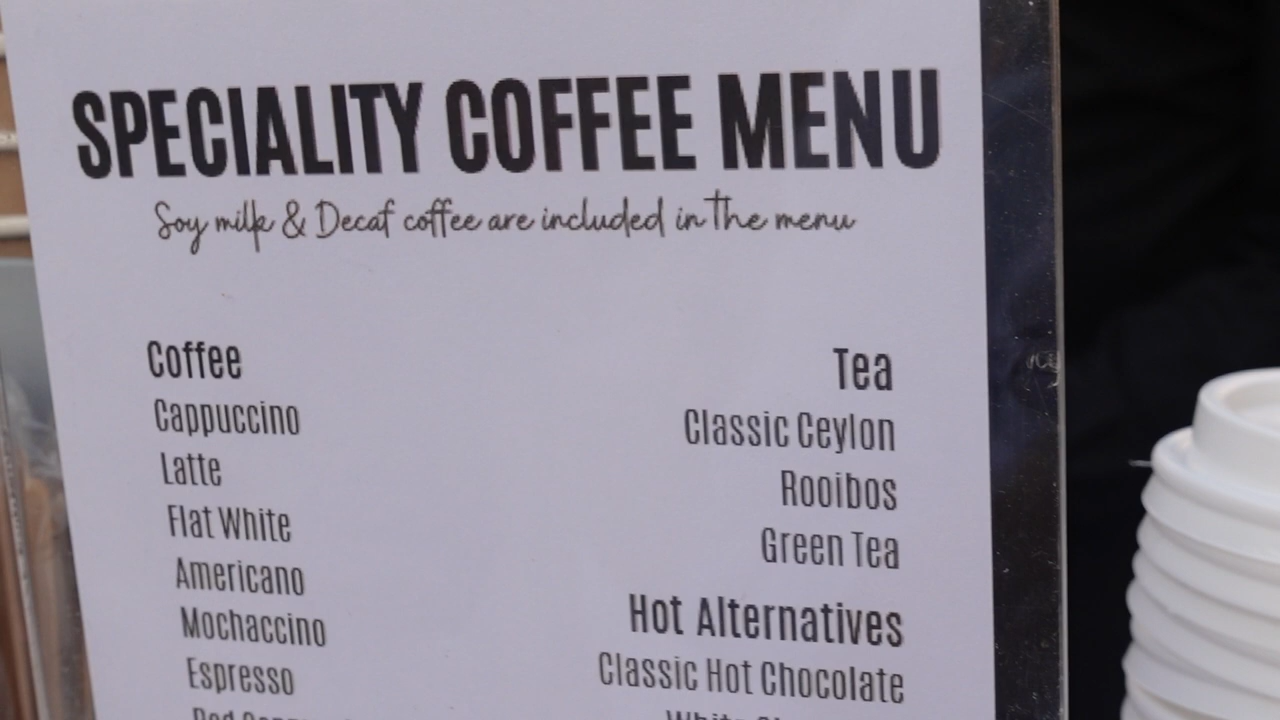 SPECIALITY COFFEE MENU
Soy milk & Decaf coffee are included in the menu
Coffee
Cappuccino
Latte
Flat White
Americano
Mochaccino
Espresso
Tea
Classic Ceylon
Rooibos
Green Tea
Hot Alternatives
Classic Hot Chocolate